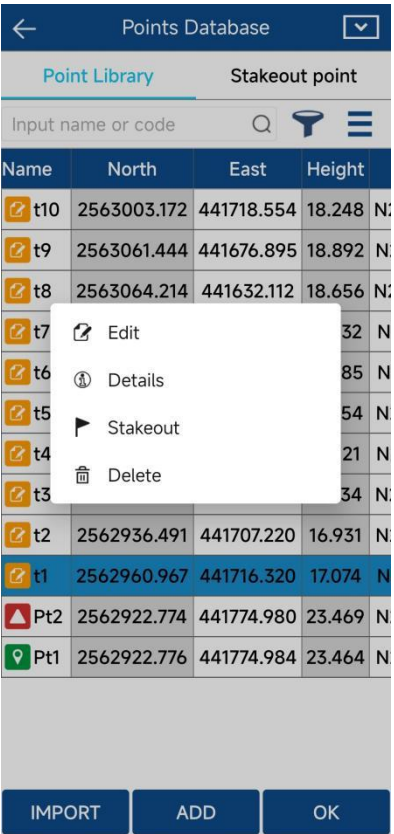 Points Database
Point Library Stakeout point
Input name or code
Name North East Height
t10 2563003.172 441718.554 18.248 N2
t9 2563061.444 441676.895 18.892 N
t8 2563064.214 441632.112 18.656 N2
t7 32 N
Edit
t6 85 N
Details
t5 54 N
Stakeout
t4 21 N
Delete
t3 34 N2
t2 2562936.491 441707.220 16.931 N
t1 2562960.967 441716.320 17.074 N
Pt2 2562922.774 441774.980 23.469 N
Pt1 2562922.776 441774.984 23.464 N
IMPORT ADD OK